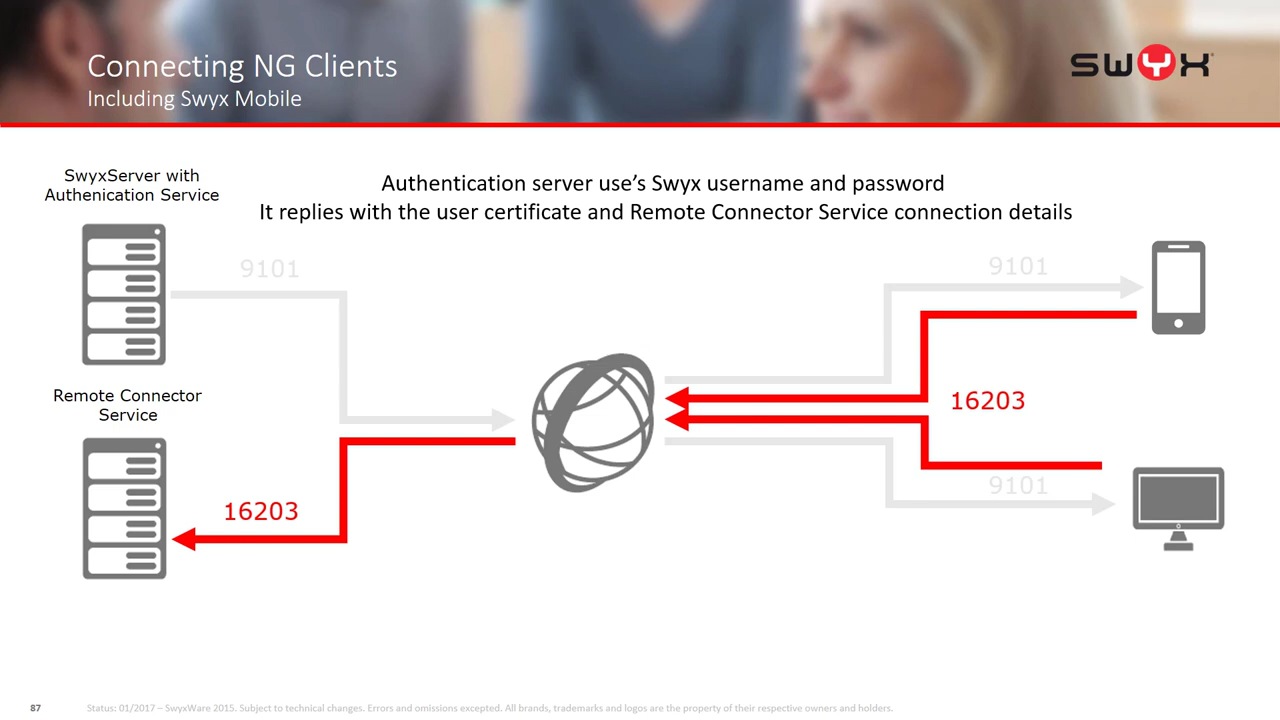 Connecting NG Clients
Including Swyx Mobile
SWYX
SwyxServer with
Authenication Service
Authentication server use's Swyx username and password
It replies with the user certificate and Remote Connector Service connection details
9101
9101
Remote Connector
Service
16203
16203
9101
87
Status: 01/2017 – SwyxWare 2015. Subject to technical changes. Errors and omissions excepted. All brands, trademarks and logos are the property of their respective owners and holders.